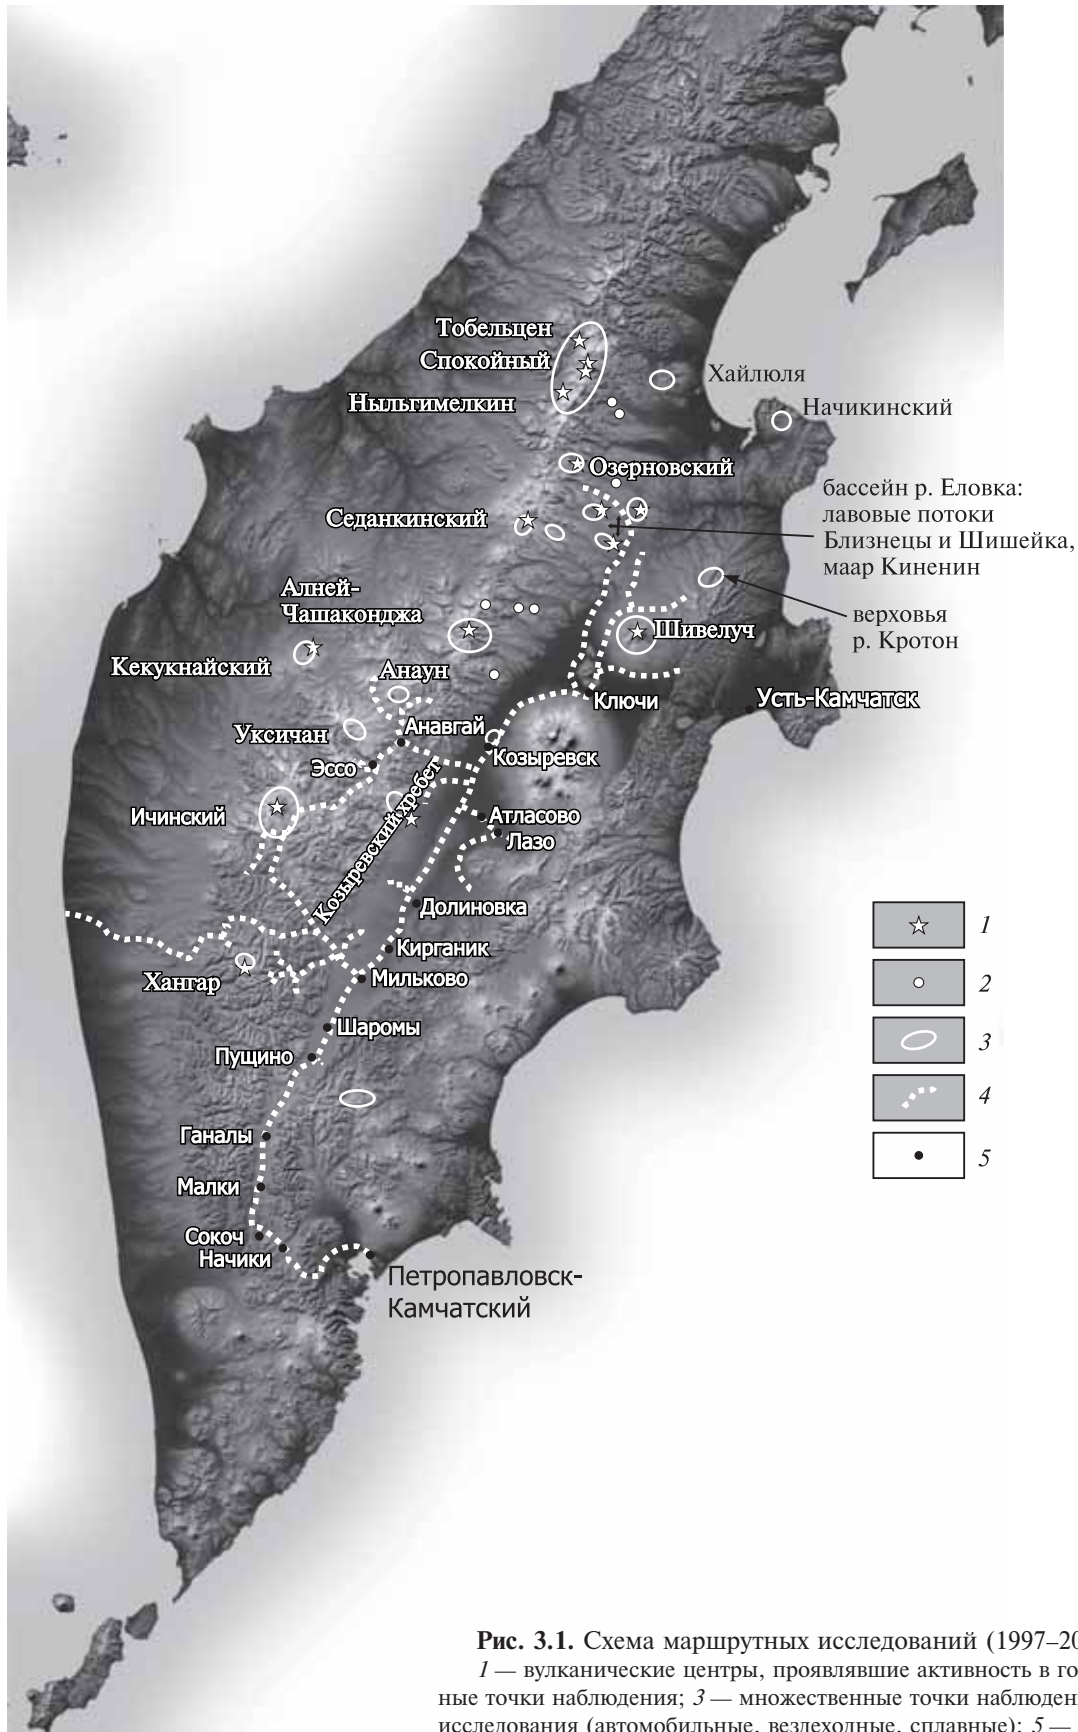 Тобельцен
Спокойный
Ныльгимелкин
Хайлюля
Начикинский
Озерновский
бассейн р. Еловка:
лавовые потоки
Близнецы и Шишейка,
маар Киненин
Седанкинский
верховья
р. Кротон
Алней-
Чашаконджа
Шивелуч
Кекукнайский
Анаун
Ключи
Усть-Камчатск
Уксичан
Анавгай
Козыревск
Эссо
Козыревский хребет
Ичинский
Атласово
Лазо
Долиновка
Кирганик
Хангар
Мильково
Шаромы
Пущино
Ганалы
Малки
Сокоч
Начики
Петропавловск-
Камчатский
1
2
3
4
5
Рис. 3.1. Схема маршрутных исследований (1997–20
1 — вулканические центры, проявлявшие активность в го
ные точки наблюдения; 3 — множественные точки наблюден
исследования (автомобильные, вездеходные, сплавные); 5 —